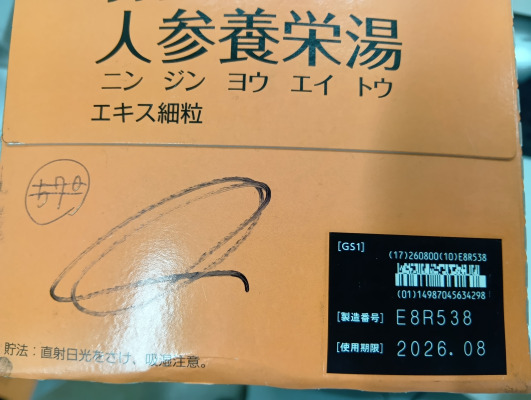 人参養栄湯
ニンジンヨウエイトウ
エキス細粒
[GS1]
(17)260800(10)E8R538
(01)14987045634298
[製造番号] E8R538
[使用期限] 2026.08
貯法：直射日光をさけ、吸湿注意。